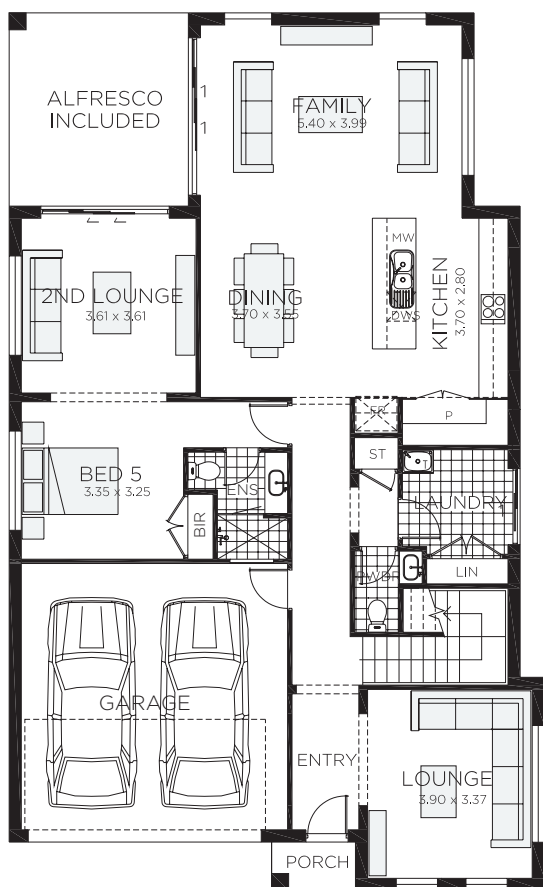 ALFRESCO
INCLUDED
FAMILY
5.40 x 3.99
MW
2ND LOUNGE
3.61 x 3.61
DINING
3.70 x 3.55
DWS
KITCHEN
3.70 x 2.80
FR
P
BED 5
3.35 x 3.25
ENS
ST
T
LAUNDRY
BIR
PWDR
LIN
GARAGE
ENTRY
LOUNGE
3.90 x 3.37
PORCH